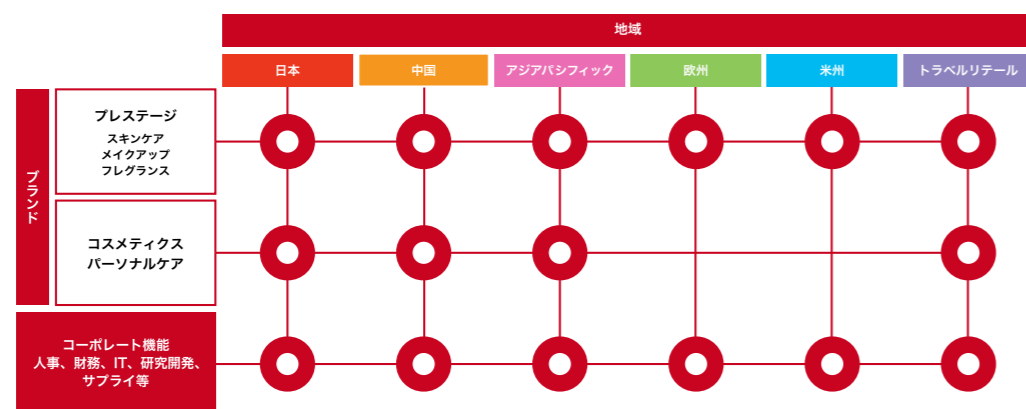 地域
日本
中国
アジアパシフィック
欧州
米州
トラベルリテール
ブランド
プレステージ
スキンケア
メイクアップ
フレグランス
コスメティクス
パーソナルケア
コーポレート機能
人事、財務、IT、研究開発、
サプライ等